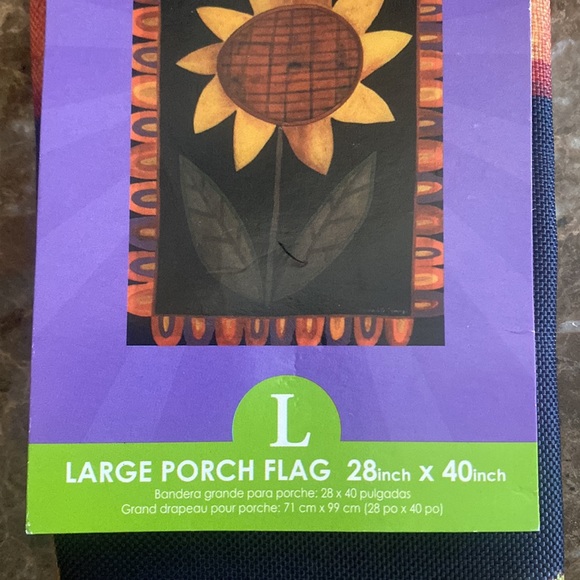 L
LARGE PORCH FLAG 28inch x 40inch
Bandera grande para porche: 28 x 40 pulgadas
Grand drapeau pour porche: 71 cm x 99 cm (28 po x 40 po)